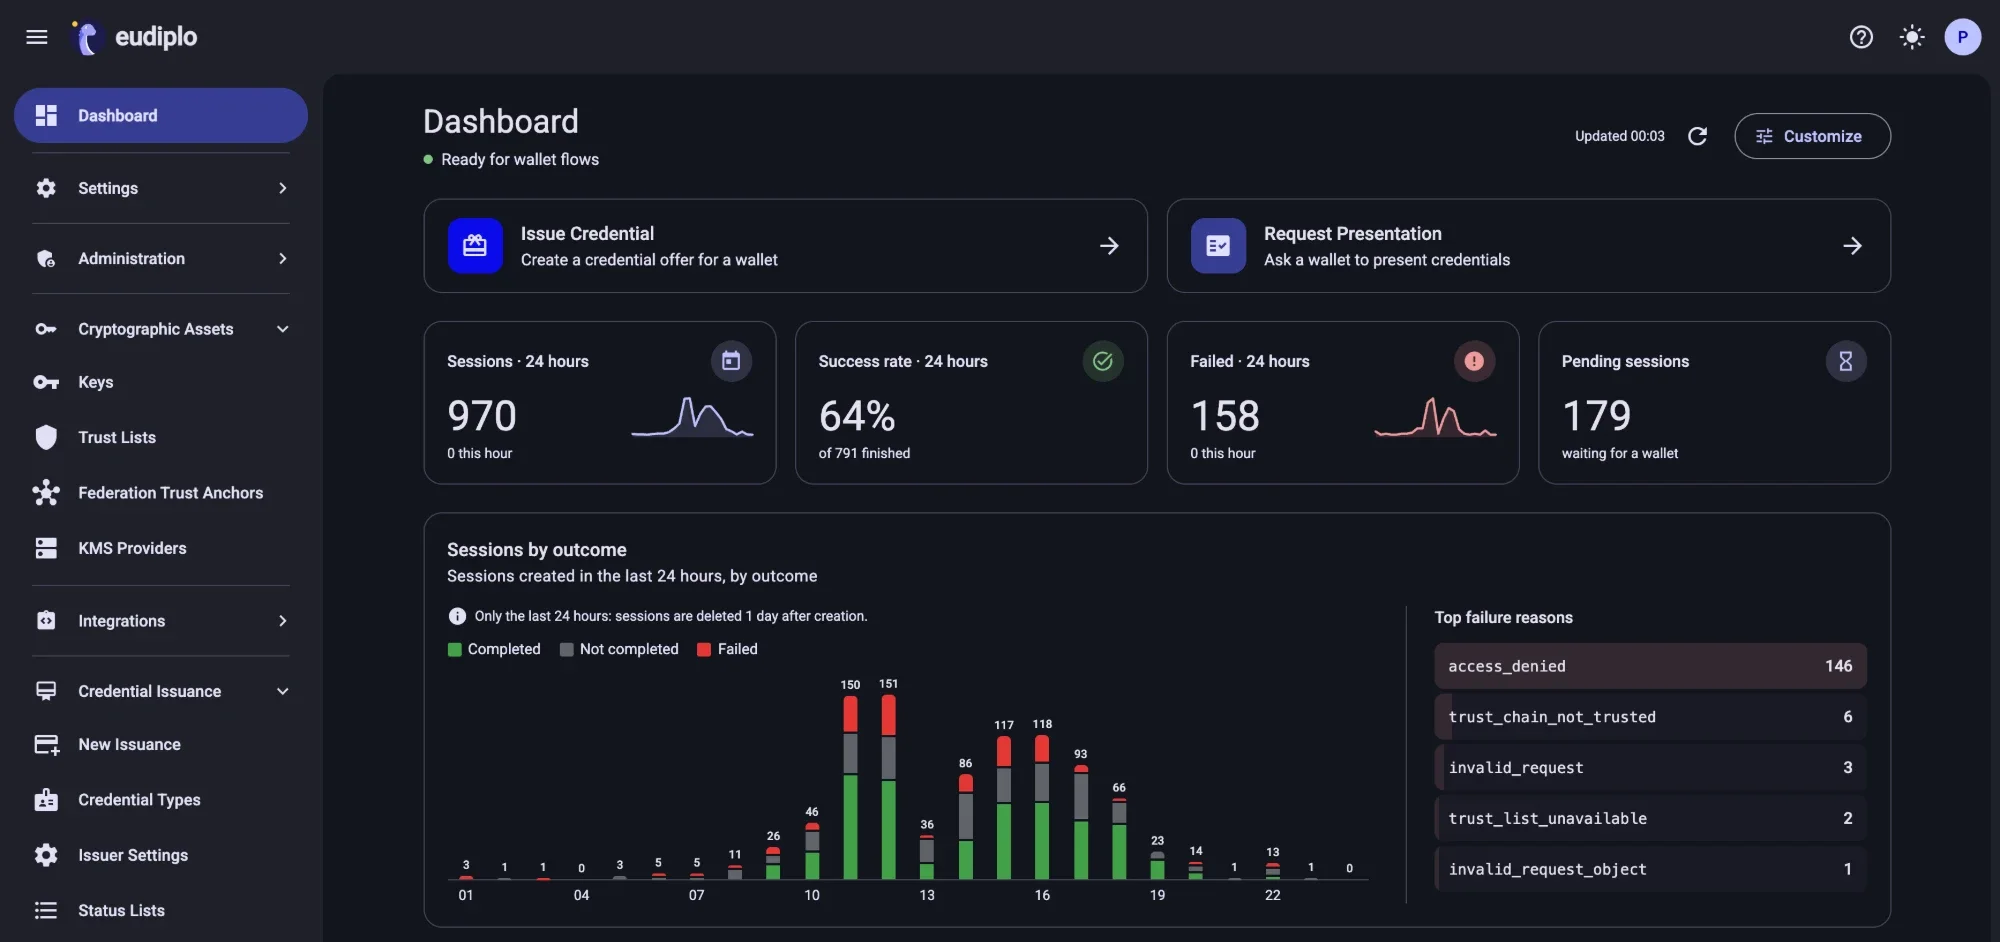 eudiplo
P
Dashboard
Settings
Administration
Cryptographic Assets
Keys
Trust Lists
Federation Trust Anchors
KMS Providers
Integrations
Credential Issuance
New Issuance
Credential Types
Issuer Settings
Status Lists
Dashboard
Ready for wallet flows
Updated 00:03
Customize
Issue Credential
Create a credential offer for a wallet
Request Presentation
Ask a wallet to present credentials
Sessions · 24 hours
970
0 this hour
Success rate · 24 hours
64%
of 791 finished
Failed · 24 hours
158
0 this hour
Pending sessions
179
waiting for a wallet
Sessions by outcome
Sessions created in the last 24 hours, by outcome
Only the last 24 hours: sessions are deleted 1 day after creation.
Completed Not completed Failed
3 1 1 0 3 5 5 11 26 46 150 151 36 86 117 118 93 66 23 14 1 13 1 0
01 04 07 10 13 16 19 22
Top failure reasons
access_denied 146
trust_chain_not_trusted 6
invalid_request 3
trust_list_unavailable 2
invalid_request_object 1